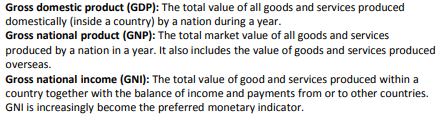 Gross domestic product (GDP): The total value of all goods and services produced
domestically (inside a country) by a nation during a year.
Gross national product (GNP): The total market value of all goods and services
produced by a nation in a year. It also includes the value of goods and services produced
overseas.
Gross national income (GNI): The total value of good and services produced within a
country together with the balance of income and payments from or to other countries.
GNI is increasingly become the preferred monetary indicator.